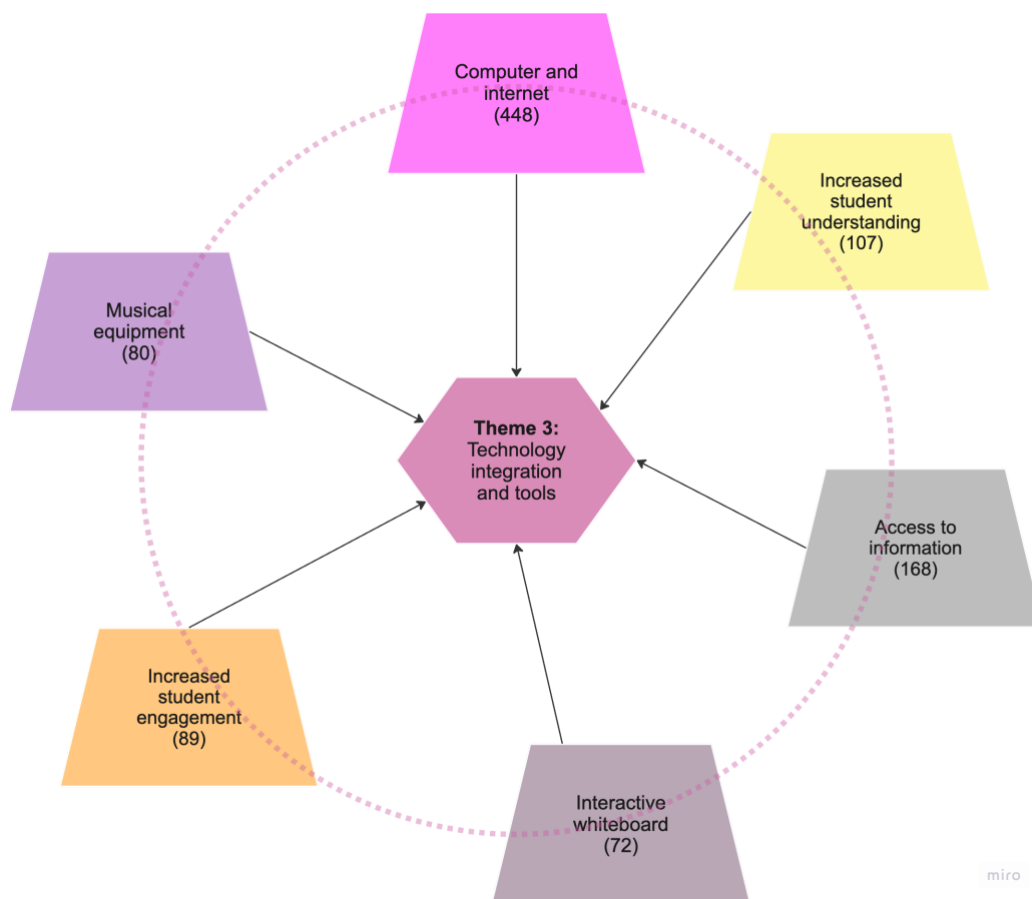 Computer and
internet
(448)
Increased
student
understanding
(107)
Musical
equipment
(80)
Theme 3:
Technology
integration
and tools
Access to
information
(168)
Increased
student
engagement
(89)
Interactive
whiteboard
(72)
miro